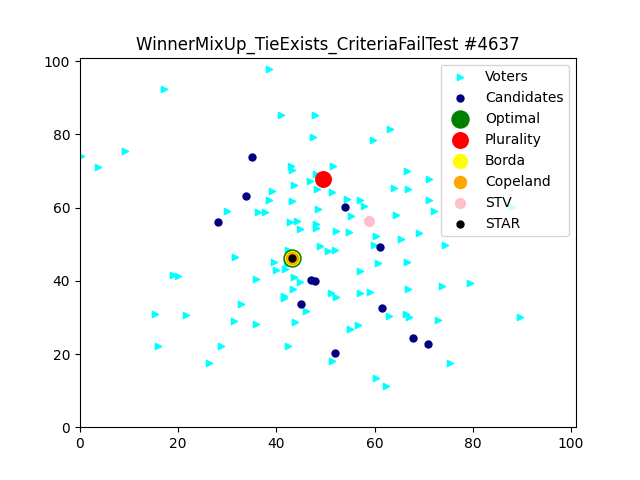 WinnerMixUp_TieExists_CriteriaFailTest #4637
100
80
60
40
20
0
0
20
40
60
80
100
Voters
Candidates
Optimal
Plurality
Borda
Copeland
STV
STAR